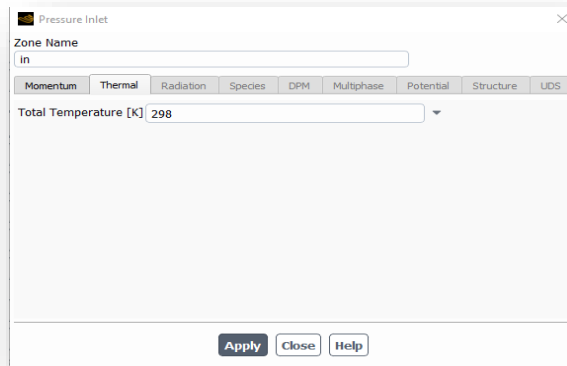 Pressure Inlet
Zone Name
in
Momentum Thermal Radiation Species DPM Multiphase Potential Structure UDS
Total Temperature [K] 298
Apply Close Help